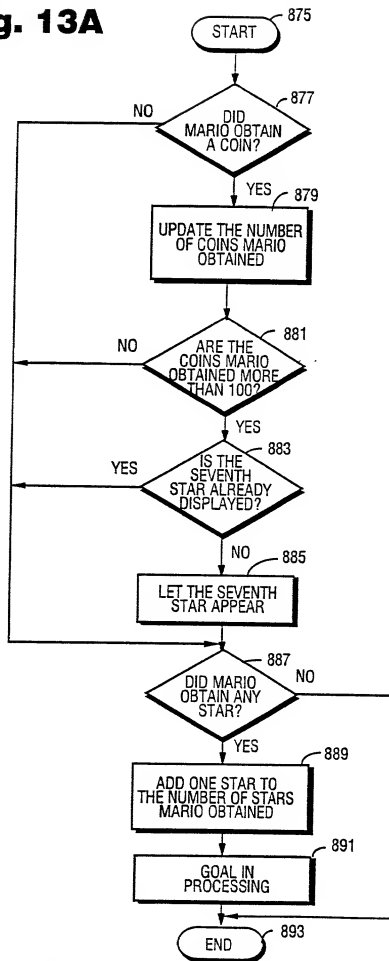 g. 13A
875
START
877
NO
DID
MARIO OBTAIN
A COIN?
YES
879
UPDATE THE NUMBER
OF COINS MARIO
OBTAINED
881
NO
ARE THE
COINS MARIO
OBTAINED MORE
THAN 100?
YES
883
YES
IS THE
SEVENTH
STAR ALREADY
DISPLAYED?
NO
885
LET THE SEVENTH
STAR APPEAR
887
NO
DID MARIO
OBTAIN ANY
STAR?
YES
889
ADD ONE STAR TO
THE NUMBER OF STARS
MARIO OBTAINED
891
GOAL IN
PROCESSING
893
END